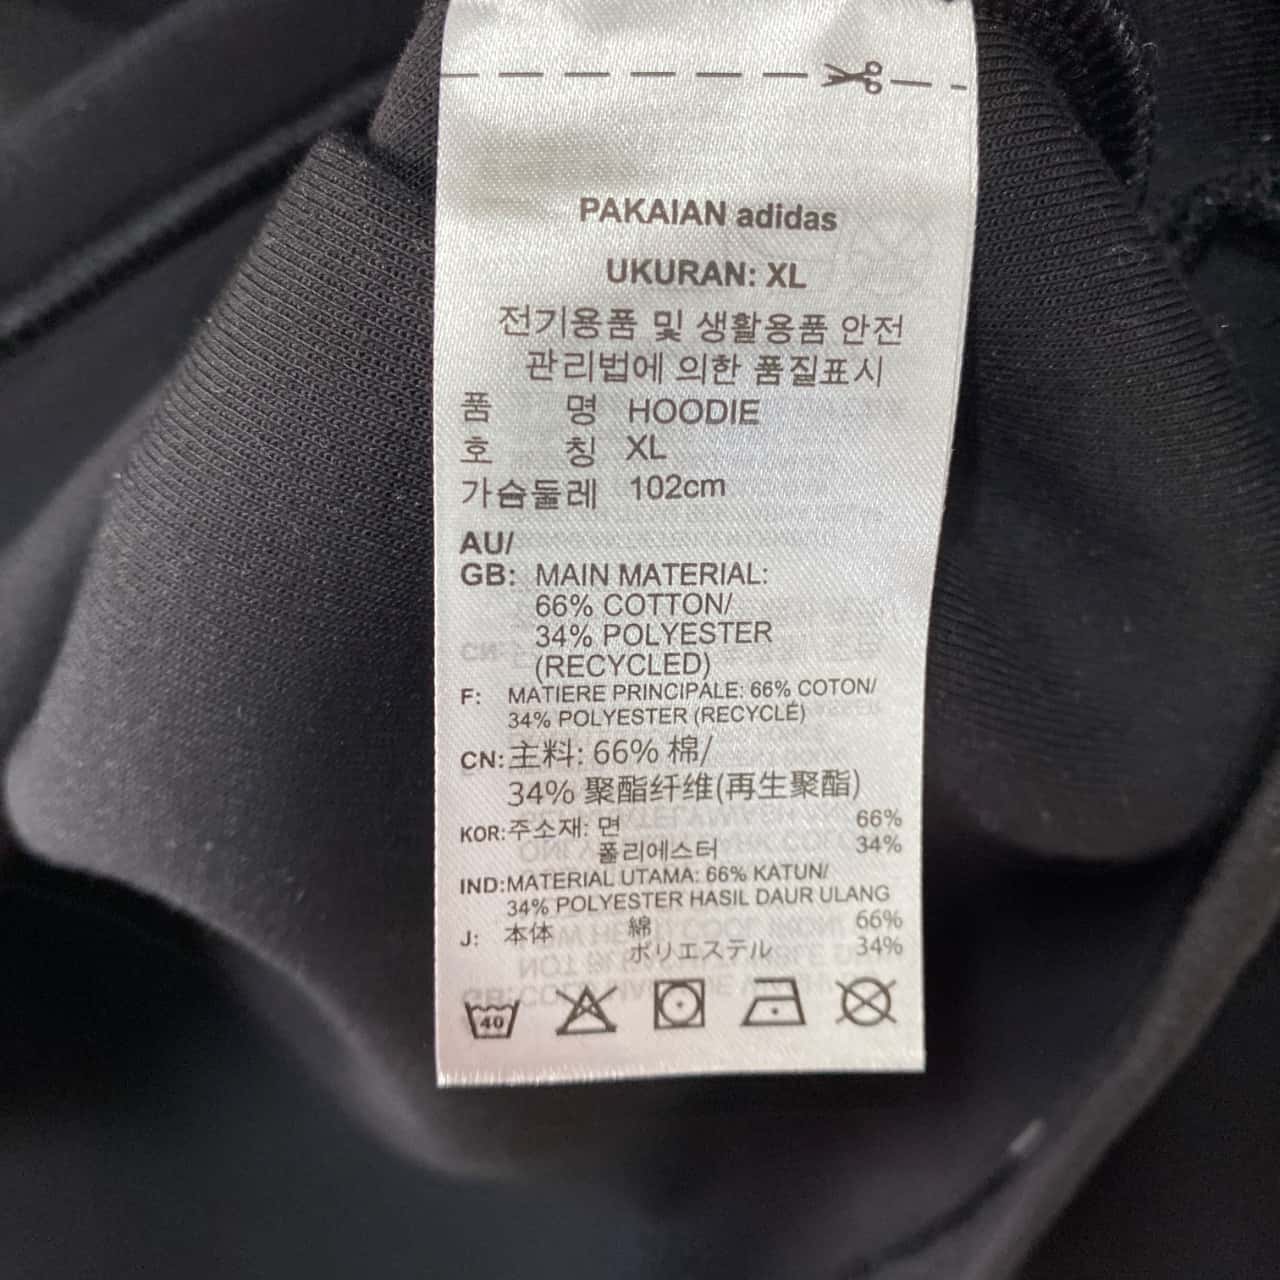 PAKAIAN adidas
UKURAN: XL
전기용품 및 생활용품 안전
관리법에 의한 품질표시
품 명 HOODIE
호 칭 XL
가슴둘레 102cm
AU/
GB: MAIN MATERIAL:
66% COTTON/
34% POLYESTER
(RECYCLED)
F: MATIERE PRINCIPALE: 66% COTON/
34% POLYESTER (RECYCLÉ)
CN: 主料: 66% 棉/
34% 聚酯纤维(再生聚酯)
KOR: 주소재: 면 66%
폴리에스터 34%
IND: MATERIAL UTAMA: 66% KATUN/
34% POLYESTER HASIL DAUR ULANG
J: 本体 綿 66%
ポリエステル 34%
40